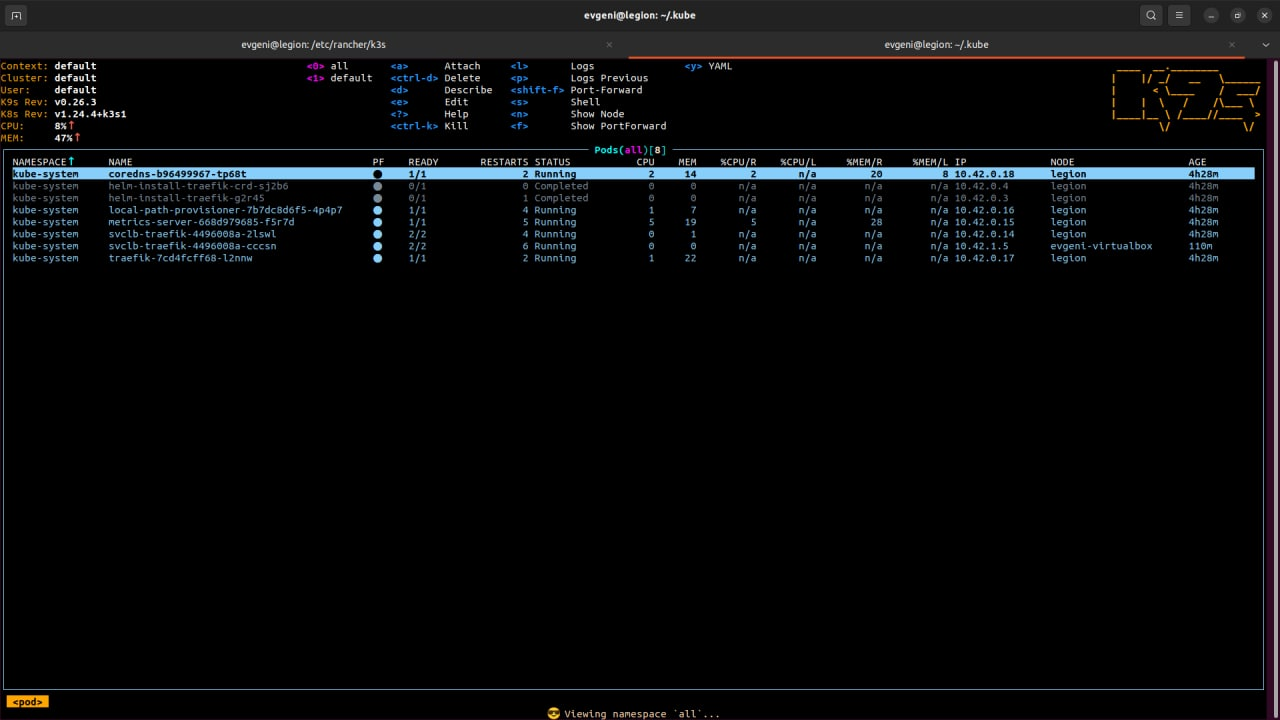 evgeni@legion: ~/.kube
evgeni@legion: /etc/rancher/k3s × evgeni@legion: ~/.kube ×
Context: default <0> all <a> Attach <l> Logs <y> YAML
Cluster: default <1> default <ctrl-d> Delete <p> Logs Previous
User: default <d> Describe <shift-f> Port-Forward
K9s Rev: v0.26.3 <e> Edit <s> Shell
K8s Rev: v1.24.4+k3s1 <?> Help <n> Show Node
CPU: 8%↑ <ctrl-k> Kill <f> Show PortForward
MEM: 47%↑
Pods(all)[8]
NAMESPACE↑ NAME PF READY RESTARTS STATUS CPU MEM %CPU/R %CPU/L %MEM/R %MEM/L IP NODE AGE
kube-system coredns-b96499967-tp68t ● 1/1 2 Running 2 14 2 n/a 20 8 10.42.0.18 legion 4h28m
kube-system helm-install-traefik-crd-sj2b6 ● 0/1 0 Completed 0 0 n/a n/a n/a n/a 10.42.0.4 legion 4h28m
kube-system helm-install-traefik-g2r45 ● 0/1 1 Completed 0 0 n/a n/a n/a n/a 10.42.0.3 legion 4h28m
kube-system local-path-provisioner-7b7dc8d6f5-4p4p7 ● 1/1 4 Running 1 7 n/a n/a n/a n/a 10.42.0.16 legion 4h28m
kube-system metrics-server-668d979685-f5r7d ● 1/1 5 Running 5 19 5 n/a 28 n/a 10.42.0.15 legion 4h28m
kube-system svclb-traefik-4496008a-2lswl ● 2/2 4 Running 0 1 n/a n/a n/a n/a 10.42.0.14 legion 4h28m
kube-system svclb-traefik-4496008a-cccsn ● 2/2 6 Running 0 0 n/a n/a n/a n/a 10.42.1.5 evgeni-virtualbox 110m
kube-system traefik-7cd4fcff68-l2nnw ● 1/1 2 Running 1 22 n/a n/a n/a n/a 10.42.0.17 legion 4h28m
<pod>
😎 Viewing namespace `all`...